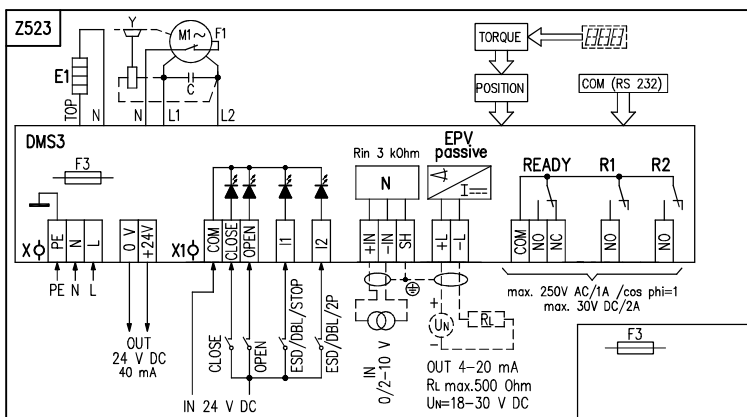 Z523
Y
M1~
F1
TORQUE
E1
TOP
N
N
L1
C
L2
POSITION
COM (RS 232)
DMS3
F3
Rin 3 kOhm
N
EPV
passive
READY
R1
R2
X
PE
N
L
0 V
+24V
X1
COM
CLOSE
OPEN
I1
I2
+IN
-IN
SH
+L
-L
COM
NO
NC
NO
NO
PE
N
L
OUT
24 V DC
40 mA
CLOSE
OPEN
ESD/DBL/STOP
ESD/DBL/2P
IN 24 V DC
IN
0/2-10 V
+
UN
-
RL
OUT 4-20 mA
RL max.500 Ohm
UN=18-30 V DC
max. 250V AC/1A /cos phi=1
max. 30V DC/2A
F3